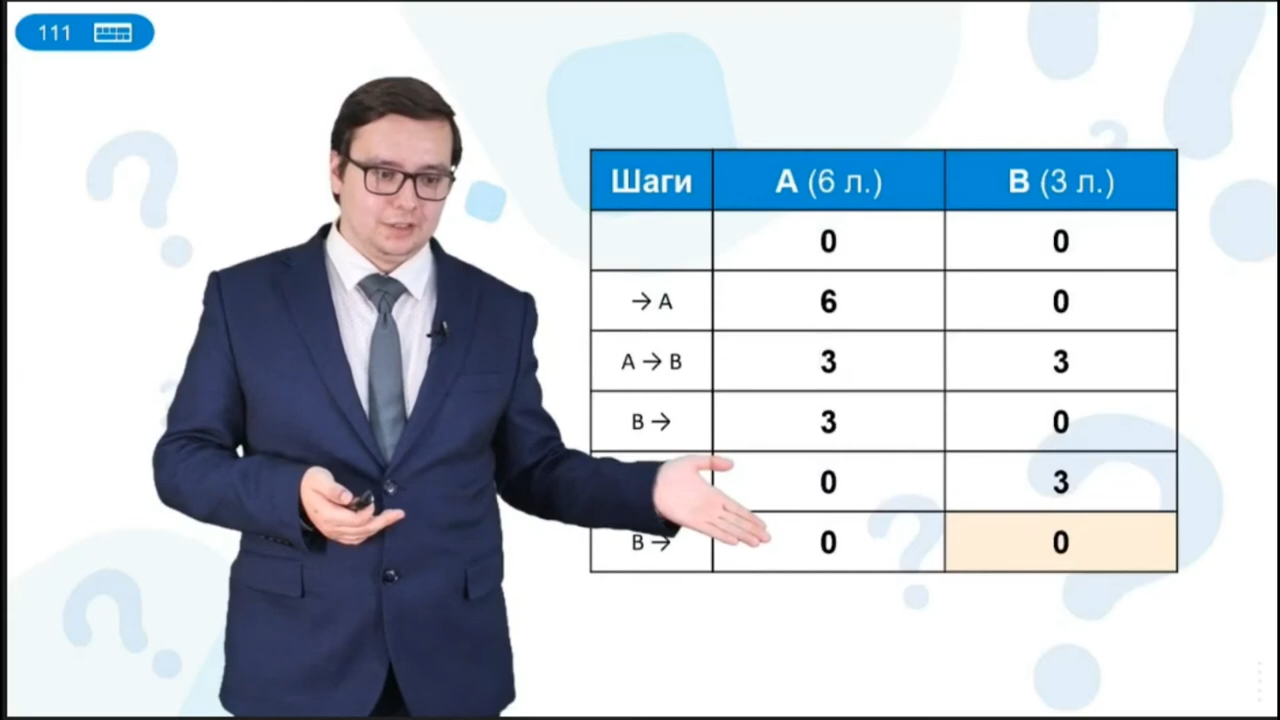 111
Шаги A (6 л.) B (3 л.)
0 0
→ A 6 0
A → B 3 3
B → 3 0
0 3
B → 0 0